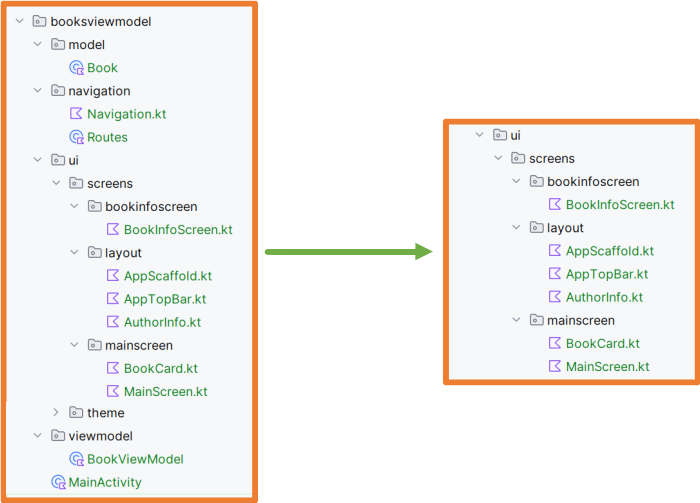 booksviewmodel
model
Book
navigation
Navigation.kt
Routes
ui
screens
bookinfoscreen
BookInfoScreen.kt
layout
AppScaffold.kt
AppTopBar.kt
AuthorInfo.kt
mainscreen
BookCard.kt
MainScreen.kt
theme
viewmodel
BookViewModel
MainActivity
ui
screens
bookinfoscreen
BookInfoScreen.kt
layout
AppScaffold.kt
AppTopBar.kt
AuthorInfo.kt
mainscreen
BookCard.kt
MainScreen.kt